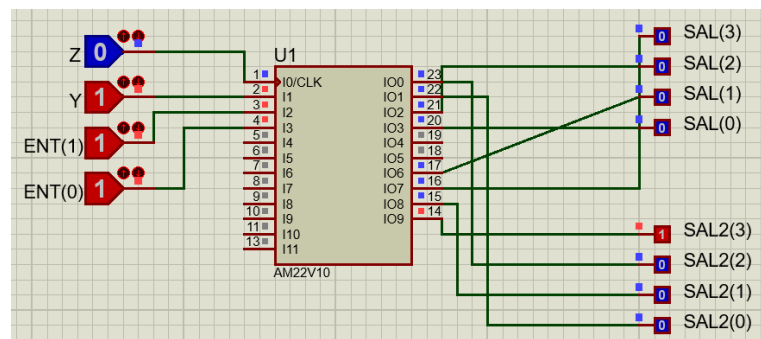 Z 0
Y 1
ENT(1) 1
ENT(0) 1
U1
1 I0/CLK
2 I1
3 I2
4 I3
5 I4
6 I5
7 I6
8 I7
9 I8
10 I9
11 I10
13 I11
IO0 23
IO1 22
IO2 21
IO3 20
IO4 19
IO5 18
IO6 17
IO7 16
IO8 15
IO9 14
AM22V10
0 SAL(3)
0 SAL(2)
0 SAL(1)
0 SAL(0)
1 SAL2(3)
0 SAL2(2)
0 SAL2(1)
0 SAL2(0)